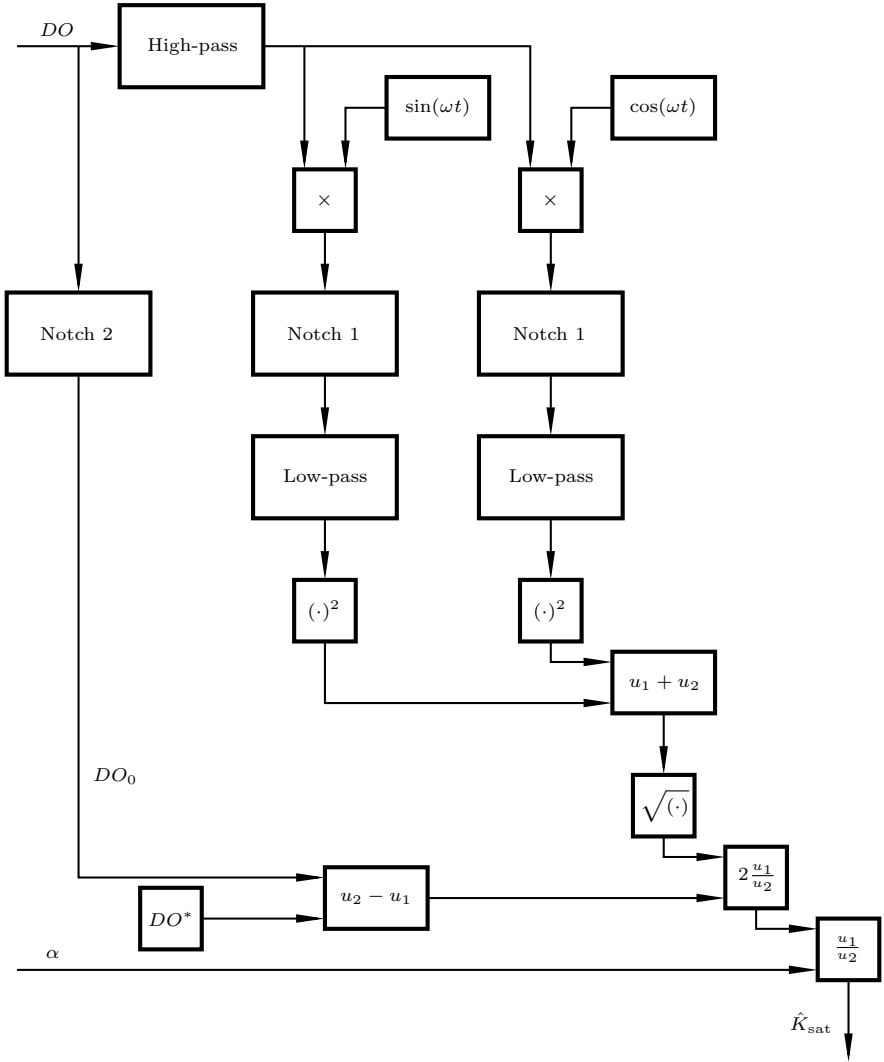 DO
High-pass
sin(ωt)
cos(ωt)
×
×
Notch 2
Notch 1
Notch 1
Low-pass
Low-pass
(·)²
(·)²
u₁ + u₂
DO₀
√(·)
2 u₁/u₂
u₂ − u₁
DO*
u₁/u₂
α
K̂sat